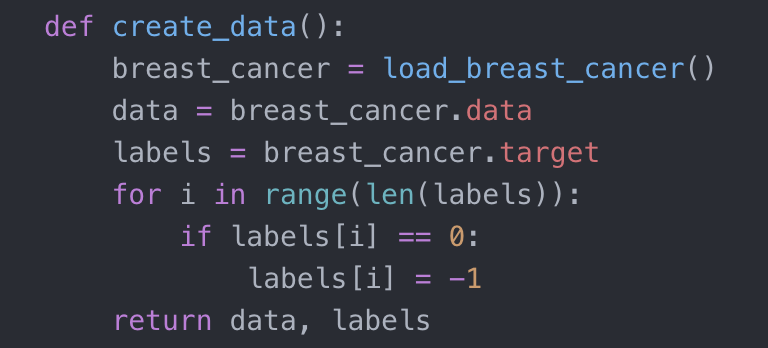 def create_data():
    breast_cancer = load_breast_cancer()
    data = breast_cancer.data
    labels = breast_cancer.target
    for i in range(len(labels)):
        if labels[i] == 0:
            labels[i] = -1
    return data, labels